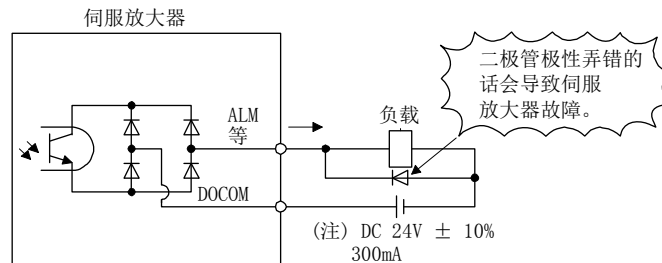 伺服放大器
二极管极性弄错的
话会导致伺服
放大器故障。
ALM
等
负载
DOCOM
(注) DC 24V ± 10%
300mA